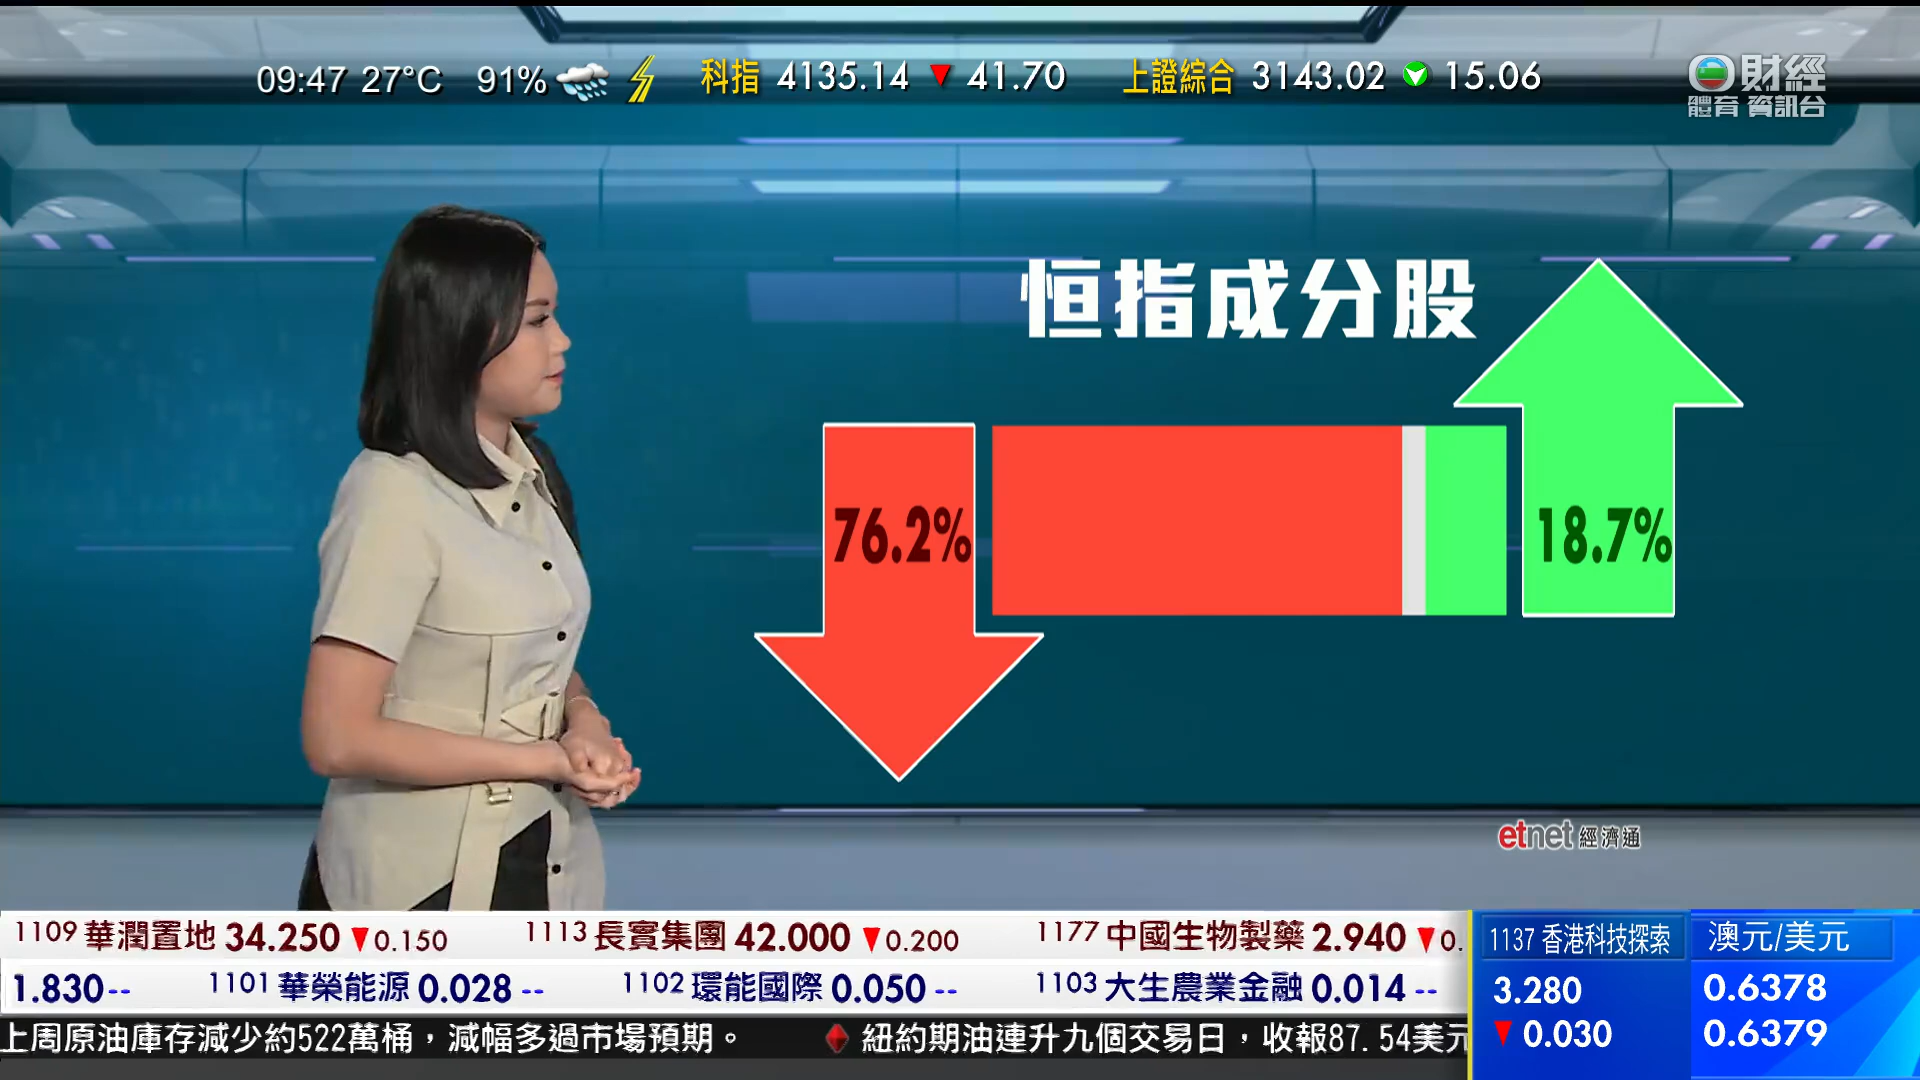 09:47 27°C 91% 科指 4135.14 ▼ 41.70 上證綜合 3143.02 15.06
財經
體育 資訊台
恒指成分股
76.2%
18.7%
etnet 經濟通
1109 華潤置地 34.250 ▼0.150 1113 長實集團 42.000 ▼0.200 1177 中國生物製藥 2.940 ▼0.
1.830-- 1101 華榮能源 0.028 -- 1102 環能國際 0.050 -- 1103 大生農業金融 0.014 --
上周原油庫存減少約522萬桶，減幅多過市場預期。 紐約期油連升九個交易日，收報87.54美元
1137 香港科技探索
3.280
▼ 0.030
澳元/美元
0.6378
0.6379